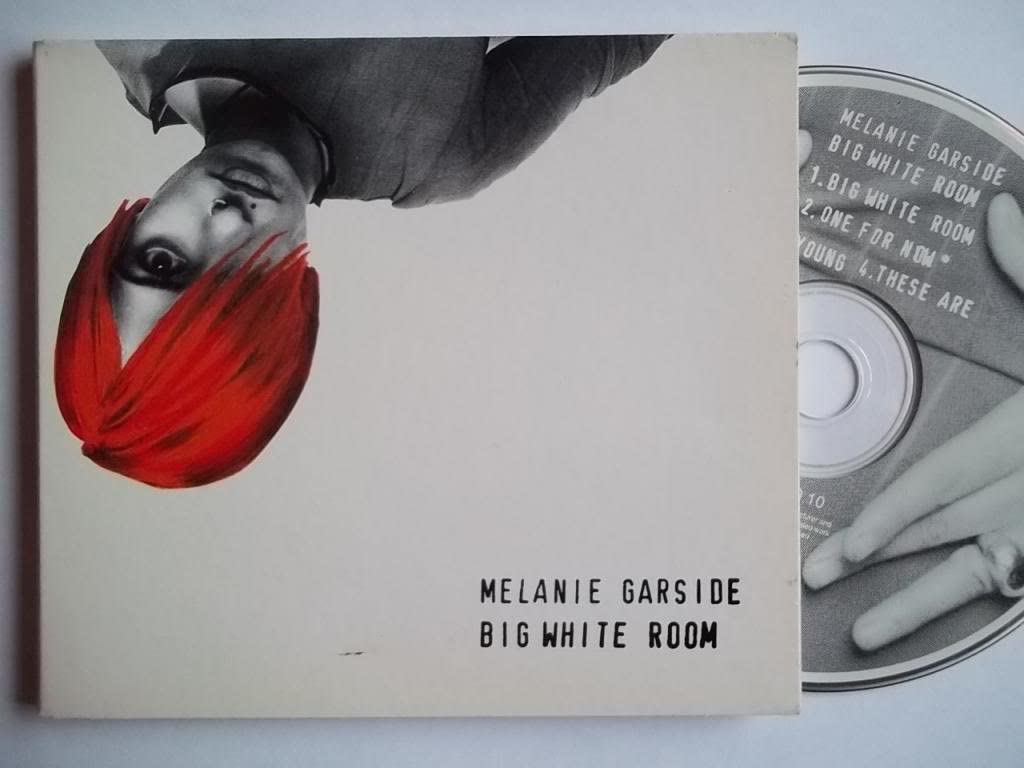 MELANIE GARSIDE
BIG WHITE ROOM
MELANIE GARSIDE
BIG WHITE ROOM
1.BIG WHITE ROOM
2.ONE FOR NOW*
YOUNG 4.THESE ARE
10